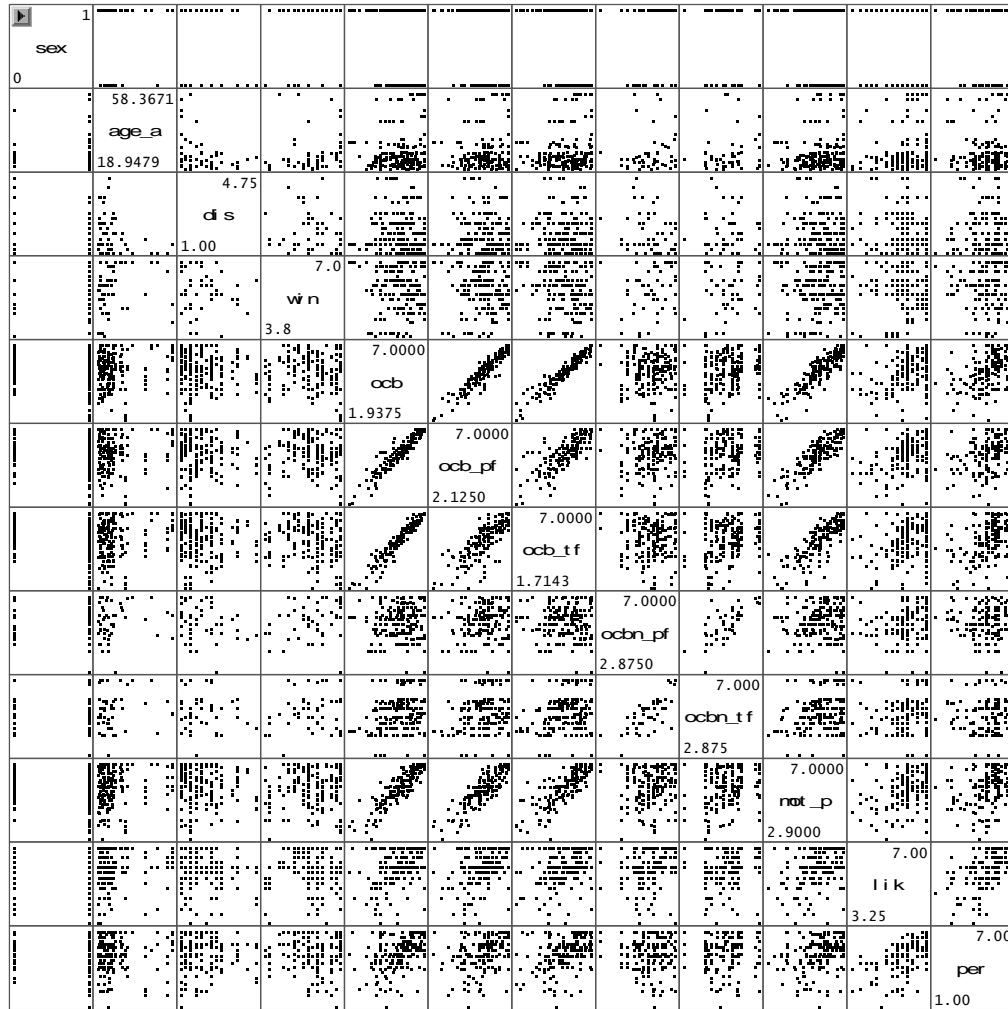 1
sex
0
58.3671
age_a
18.9479
4.75
dis
1.00
7.0
win
3.8
7.0000
ocb
1.9375
7.0000
ocb_pf
2.1250
7.0000
ocb_tf
1.7143
7.0000
ocbn_pf
2.8750
7.000
ocbn_tf
2.875
7.0000
mot_p
2.9000
7.00
lik
3.25
7.00
per
1.00